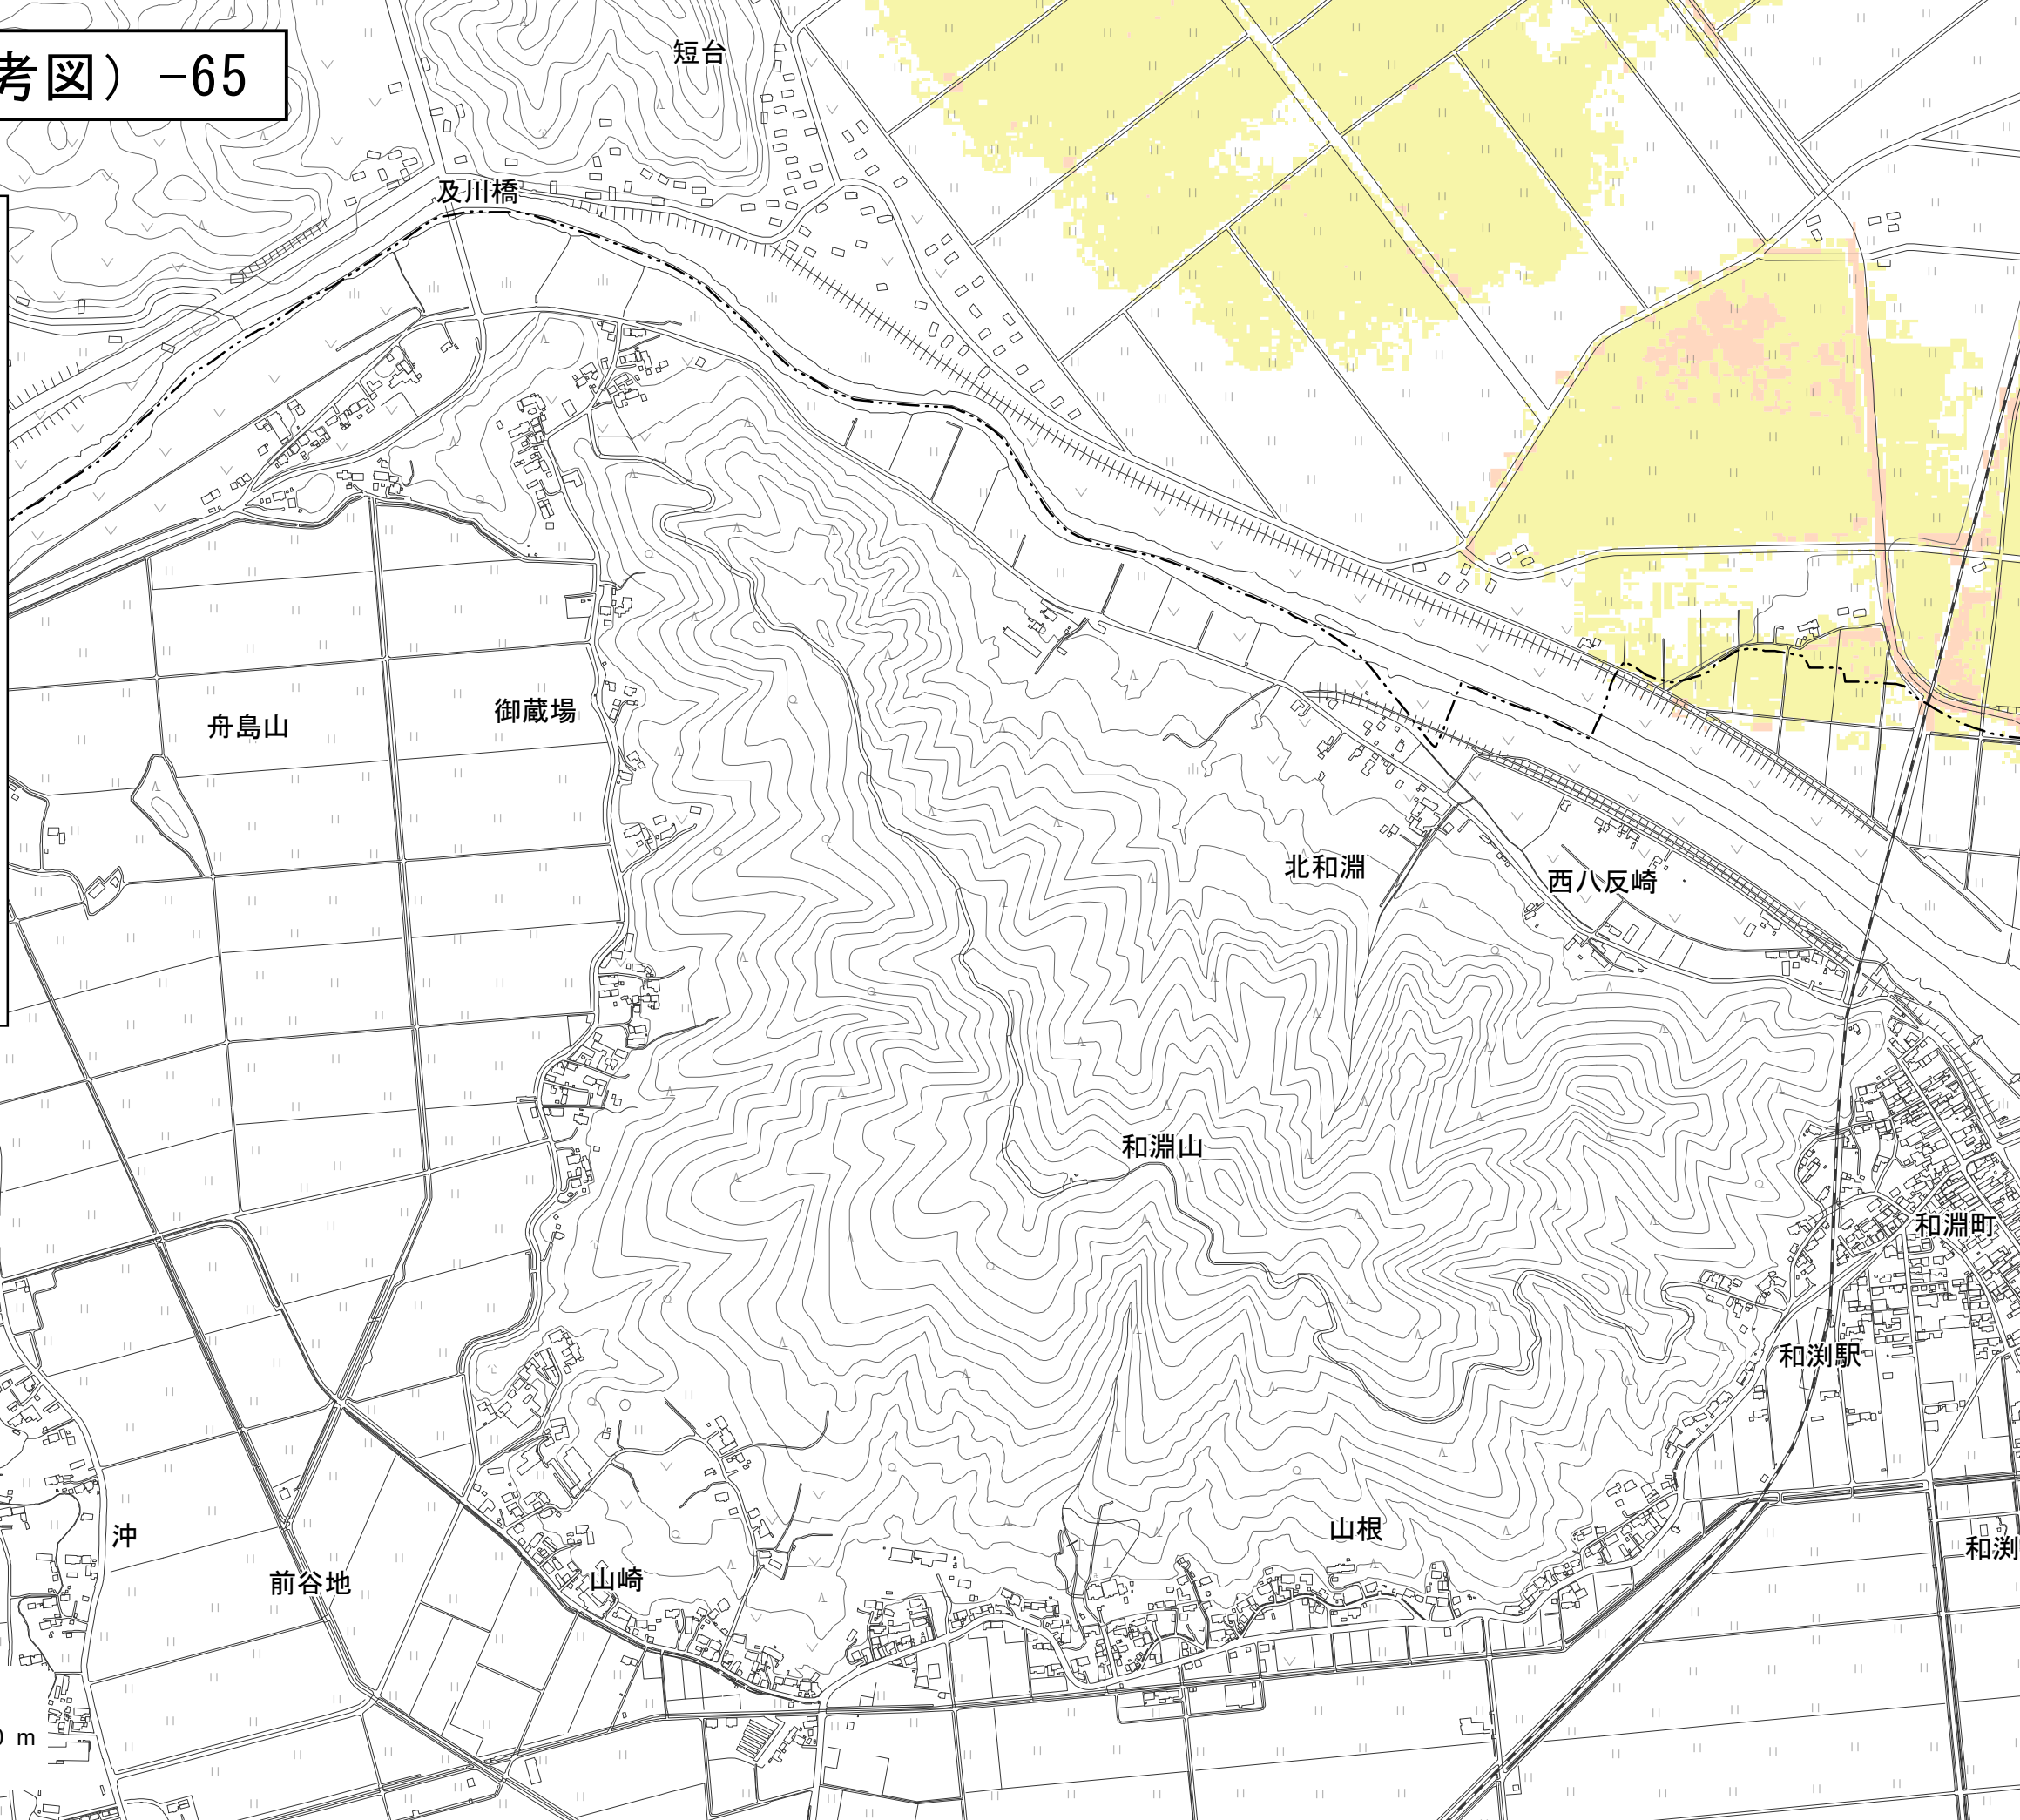 考図）-65
短台
及川橋
舟島山
御蔵場
北和淵
西八反崎
和淵山
和淵町
和渕駅
沖
前谷地
山崎
山根
和渕
0 m